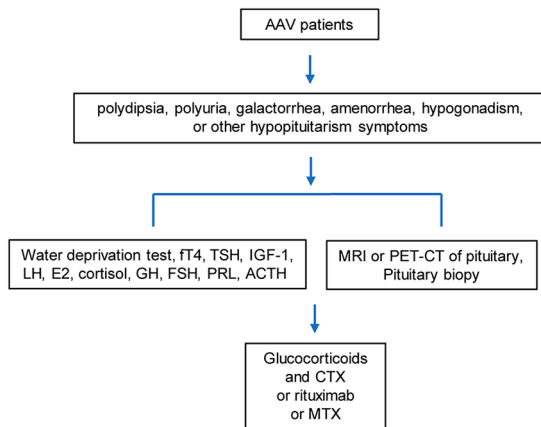 AAV patients
polydipsia, polyuria, galactorrhea, amenorrhea, hypogonadism,
or other hypopituitarism symptoms
Water deprivation test, fT4, TSH, IGF-1,
LH, E2, cortisol, GH, FSH, PRL, ACTH
MRI or PET-CT of pituitary,
Pituitary biopy
Glucocorticoids
and CTX
or rituximab
or MTX